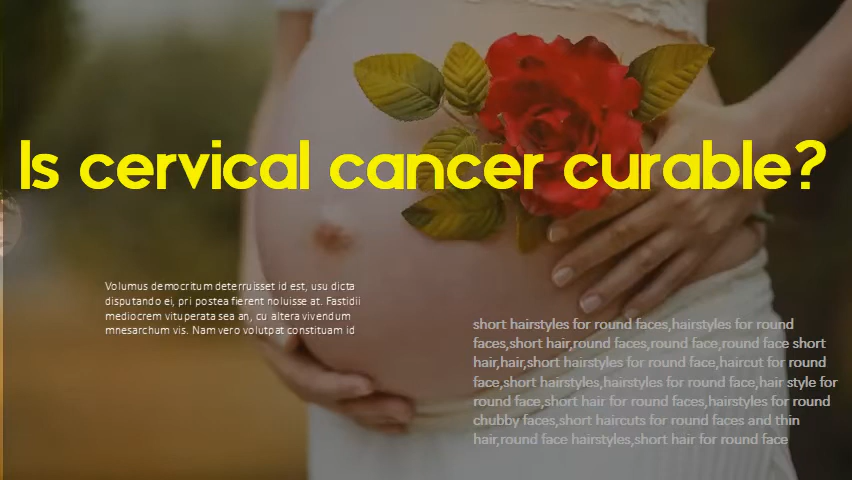 Is cervical cancer curable?
Volumus democritum deterruisset id est, usu dicta
disputando ei, pri postea fierent noluisse at. Fastidii
mediocrem vituperata sea an, cu altera vivendum
mnesarchum vis. Nam vero volutpat constituam id
short hairstyles for round faces,hairstyles for round
faces,short hair,round faces,round face,round face short
hair,hair,short hairstyles for round face,haircut for round
face,short hairstyles,hairstyles for round face,hair style for
round face,short hair for round faces,hairstyles for round
chubby faces,short haircuts for round faces and thin
hair,round face hairstyles,short hair for round face